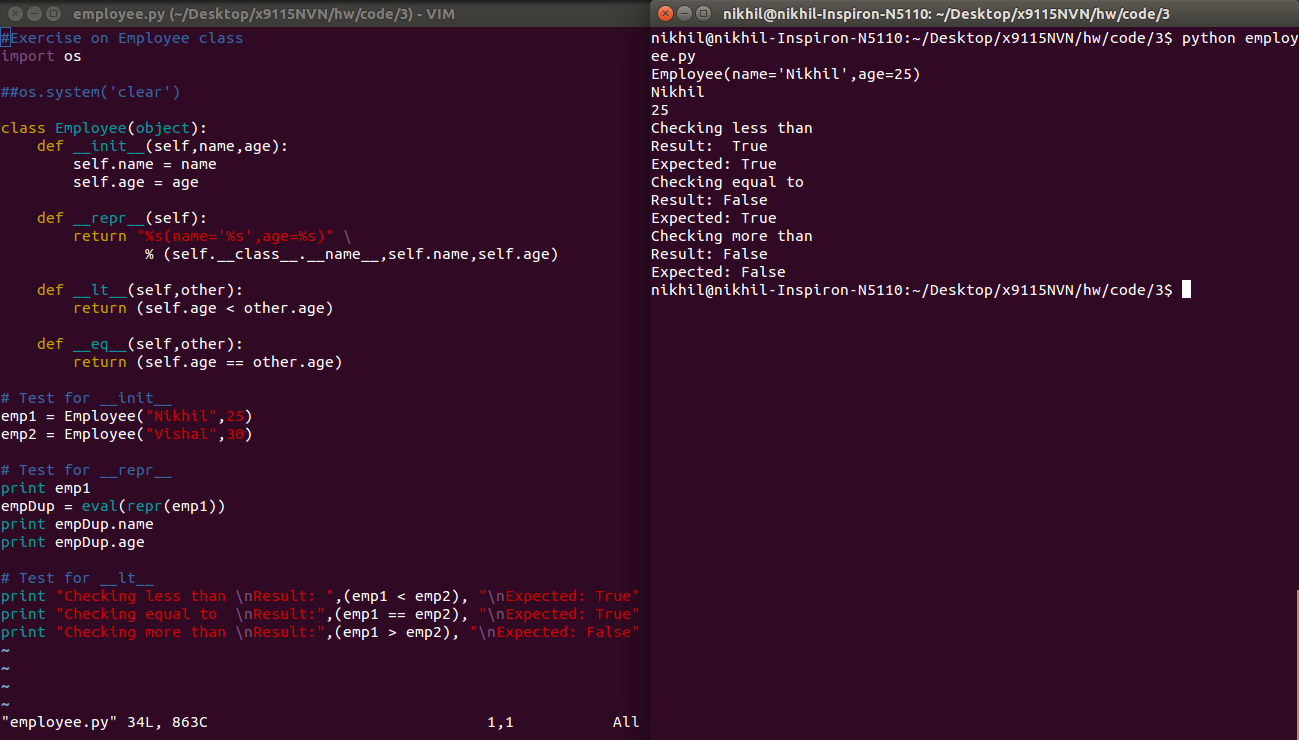 employee.py (~/Desktop/x9115NVN/hw/code/3) - VIM
#Exercise on Employee class
import os

##os.system('clear')

class Employee(object):
    def __init__(self,name,age):
        self.name = name
        self.age = age

    def __repr__(self):
        return "%s(name='%s',age=%s)" \
                % (self.__class__.__name__,self.name,self.age)

    def __lt__(self,other):
        return (self.age < other.age)

    def __eq__(self,other):
        return (self.age == other.age)

# Test for __init__
emp1 = Employee("Nikhil",25)
emp2 = Employee("Vishal",30)

# Test for __repr__
print emp1
empDup = eval(repr(emp1))
print empDup.name
print empDup.age

# Test for __lt__
print "Checking less than \nResult: ",(emp1 < emp2), "\nExpected: True"
print "Checking equal to  \nResult:",(emp1 == emp2), "\nExpected: True"
print "Checking more than \nResult:",(emp1 > emp2), "\nExpected: False"
~
~
~
~
"employee.py" 34L, 863C 1,1 All
nikhil@nikhil-Inspiron-N5110: ~/Desktop/x9115NVN/hw/code/3
nikhil@nikhil-Inspiron-N5110:~/Desktop/x9115NVN/hw/code/3$ python employ
ee.py
Employee(name='Nikhil',age=25)
Nikhil
25
Checking less than
Result:  True
Expected: True
Checking equal to
Result: False
Expected: True
Checking more than
Result: False
Expected: False
nikhil@nikhil-Inspiron-N5110:~/Desktop/x9115NVN/hw/code/3$